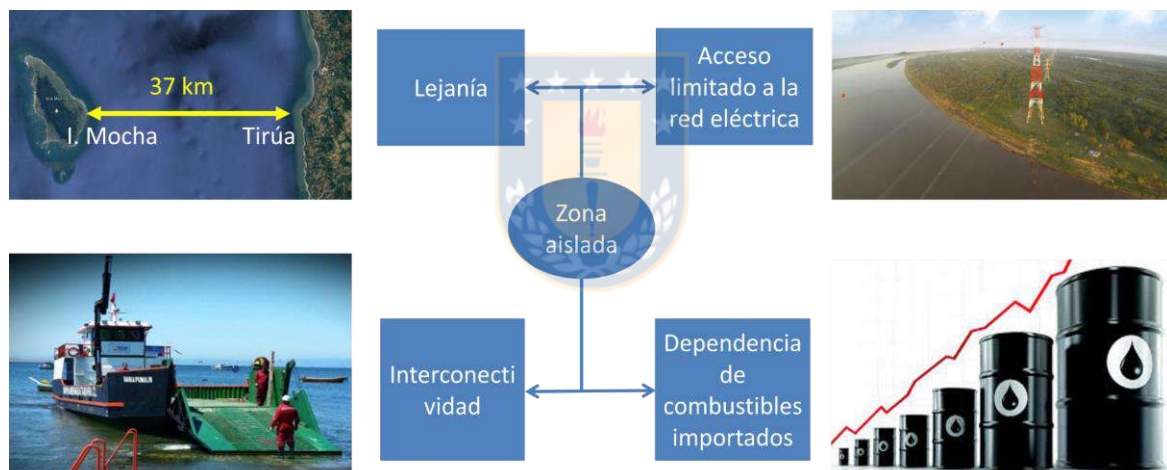 37 km
I. Mocha
Tirúa
Lejanía
Acceso
limitado a la
red eléctrica
Zona
aislada
Interconecti
vidad
Dependencia
de
combustibles
importados